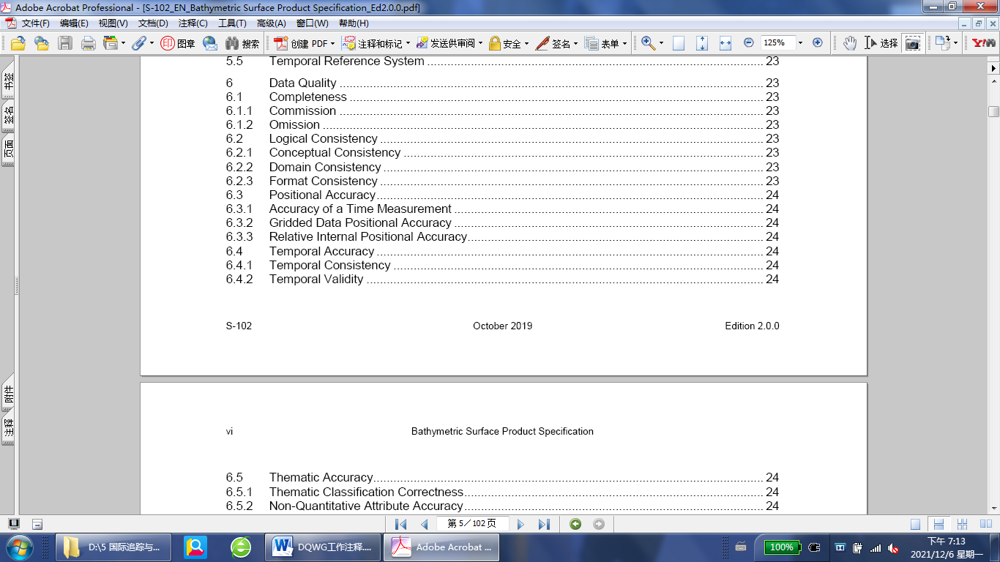 Adobe Acrobat Professional - [S-102_EN_Bathymetric Surface Product Specification_Ed2.0.0.pdf]
文件(F) 编辑(E) 视图(V) 文档(D) 注释(C) 工具(T) 高级(A) 窗口(W) 帮助(H)
图章 搜索 创建 PDF 注释和标记 发送供审阅 安全 签名 表单 125% 选择 Y!
书签
签名
页面
附件
注释
5.5 Temporal Reference System 23
6 Data Quality 23
6.1 Completeness 23
6.1.1 Commission 23
6.1.2 Omission 23
6.2 Logical Consistency 23
6.2.1 Conceptual Consistency 23
6.2.2 Domain Consistency 23
6.2.3 Format Consistency 23
6.3 Positional Accuracy 24
6.3.1 Accuracy of a Time Measurement 24
6.3.2 Gridded Data Positional Accuracy 24
6.3.3 Relative Internal Positional Accuracy 24
6.4 Temporal Accuracy 24
6.4.1 Temporal Consistency 24
6.4.2 Temporal Validity 24
S-102 October 2019 Edition 2.0.0
vi Bathymetric Surface Product Specification
6.5 Thematic Accuracy 24
6.5.1 Thematic Classification Correctness 24
6.5.2 Non-Quantitative Attribute Accuracy 24
第 5／102 页
D:\5 国际追踪与... DQWG工作注释.... Adobe Acrobat ... 100% 下午 7:13
2021/12/6 星期一